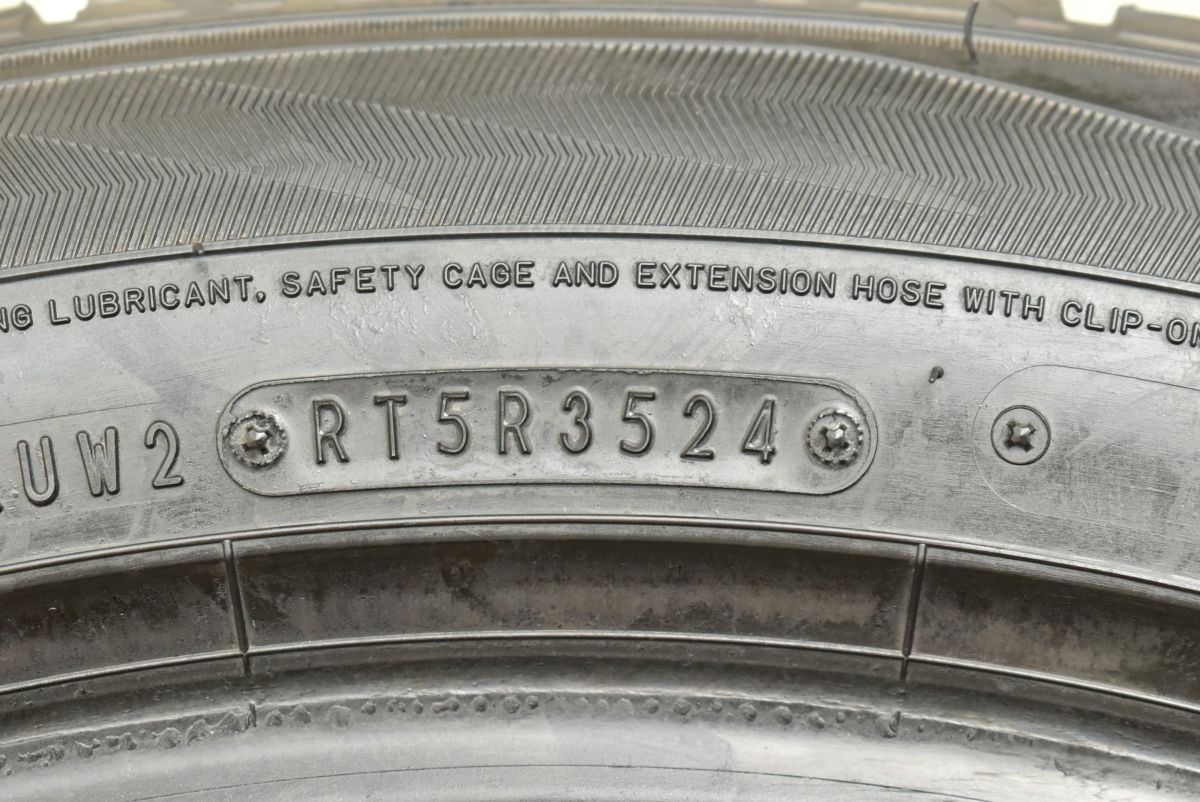 LUBRICANT, SAFETY CAGE AND EXTENSION HOSE WITH CLIP-ON
UW2 RT5R3524